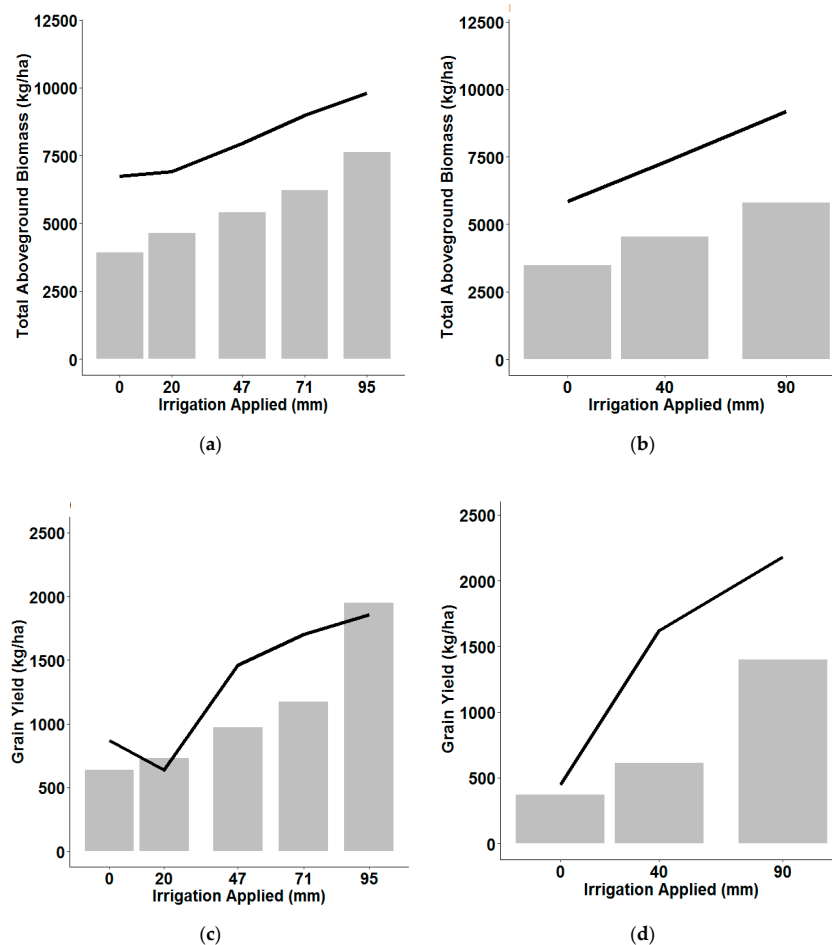 12500
10000
7500
5000
2500
0
Total Aboveground Biomass (kg/ha)
0 20 47 71 95
Irrigation Applied (mm)
(a)
12500
10000
7500
5000
2500
0
Total Aboveground Biomass (kg/ha)
0 40 90
Irrigation Applied (mm)
(b)
2500
2000
1500
1000
500
0
Grain Yield (kg/ha)
0 20 47 71 95
Irrigation Applied (mm)
(c)
2500
2000
1500
1000
500
0
Grain Yield (kg/ha)
0 40 90
Irrigation Applied (mm)
(d)